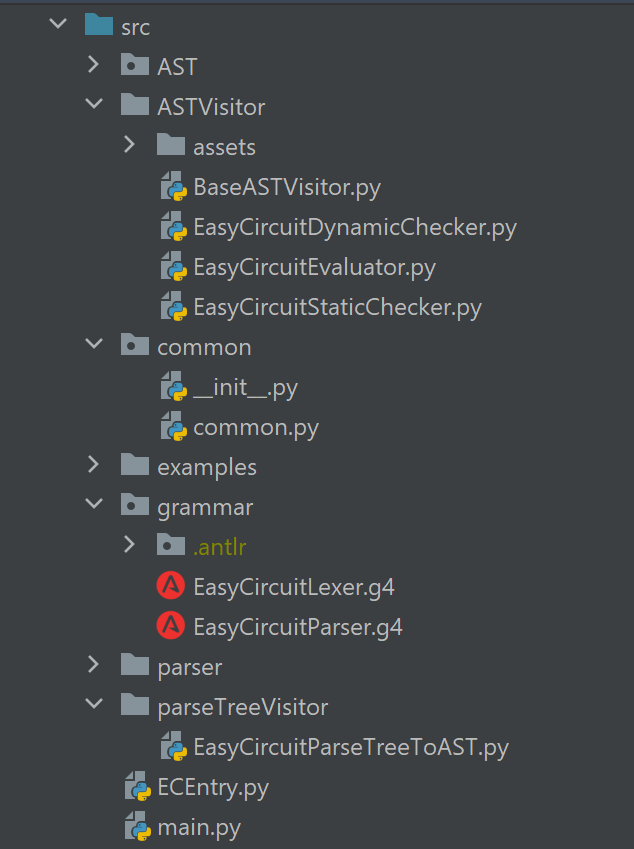 src
AST
ASTVisitor
assets
BaseASTVisitor.py
EasyCircuitDynamicChecker.py
EasyCircuitEvaluator.py
EasyCircuitStaticChecker.py
common
__init__.py
common.py
examples
grammar
.antlr
EasyCircuitLexer.g4
EasyCircuitParser.g4
parser
parseTreeVisitor
EasyCircuitParseTreeToAST.py
ECEntry.py
main.py